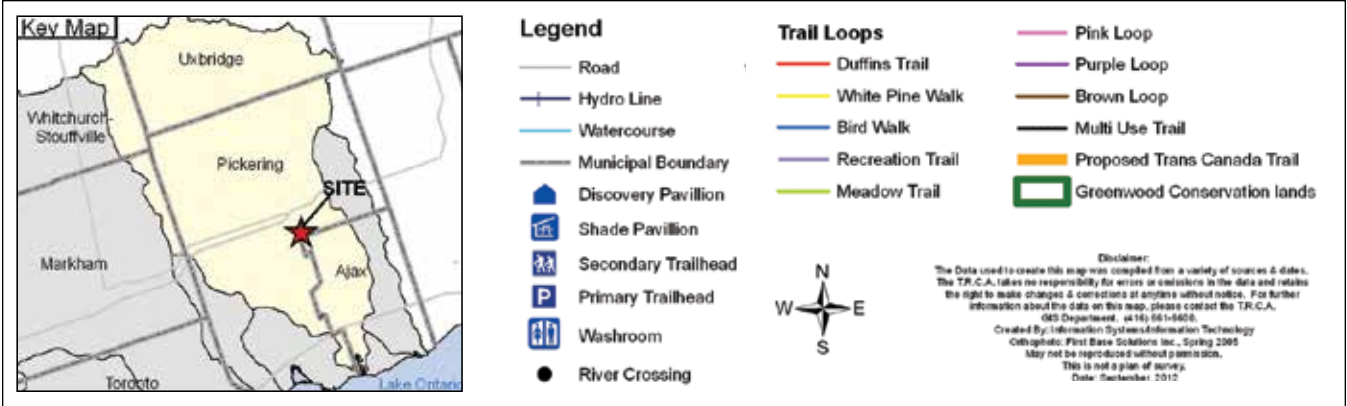 Key Map
Uxbridge
Whitchurch-
Stouffville
Pickering
SITE
Markham
Ajax
Toronto
Lake Ontario
Legend
Road
Hydro Line
Watercourse
Municipal Boundary
Discovery Pavillion
Shade Pavillion
Secondary Trailhead
P Primary Trailhead
Washroom
River Crossing
Trail Loops
Duffins Trail
White Pine Walk
Bird Walk
Recreation Trail
Meadow Trail
Pink Loop
Purple Loop
Brown Loop
Multi Use Trail
Proposed Trans Canada Trail
Greenwood Conservation lands
N
W E
S
Disclaimer:
The Data used to create this map was compiled from a variety of sources & dates.
The T.R.C.A. takes no responsibility for errors or omissions in the data and retains
the right to make changes & corrections at anytime without notice. For further
information about the data on this map, please contact the T.R.C.A.
GIS Department. (416) 661-6600.
Created By: Information Systems/Information Technology
Orthophoto: First Base Solutions Inc., Spring 2005
May not be reproduced without permission.
This is not a plan of survey.
Date: September, 2012